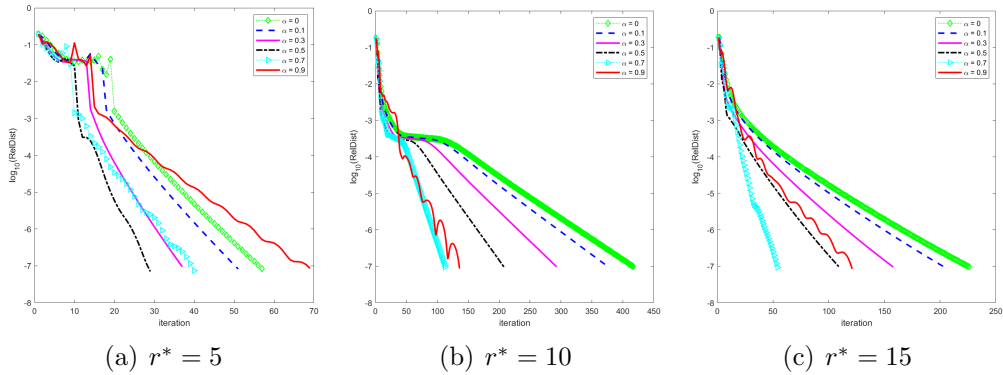 -1
-2
-3
-4
-5
-6
-7
-8
log10(RelDist)
0 10 20 30 40 50 60 70
iteration
α = 0
α = 0.1
α = 0.3
α = 0.5
α = 0.7
α = 0.9
(a) r* = 5
0
-1
-2
-3
-4
-5
-6
-7
-8
log10(RelDist)
0 50 100 150 200 250 300 350 400 450
iteration
α = 0
α = 0.1
α = 0.3
α = 0.5
α = 0.7
α = 0.9
(b) r* = 10
0
-1
-2
-3
-4
-5
-6
-7
-8
log10(RelDist)
0 50 100 150 200 250
iteration
α = 0
α = 0.1
α = 0.3
α = 0.5
α = 0.7
α = 0.9
(c) r* = 15